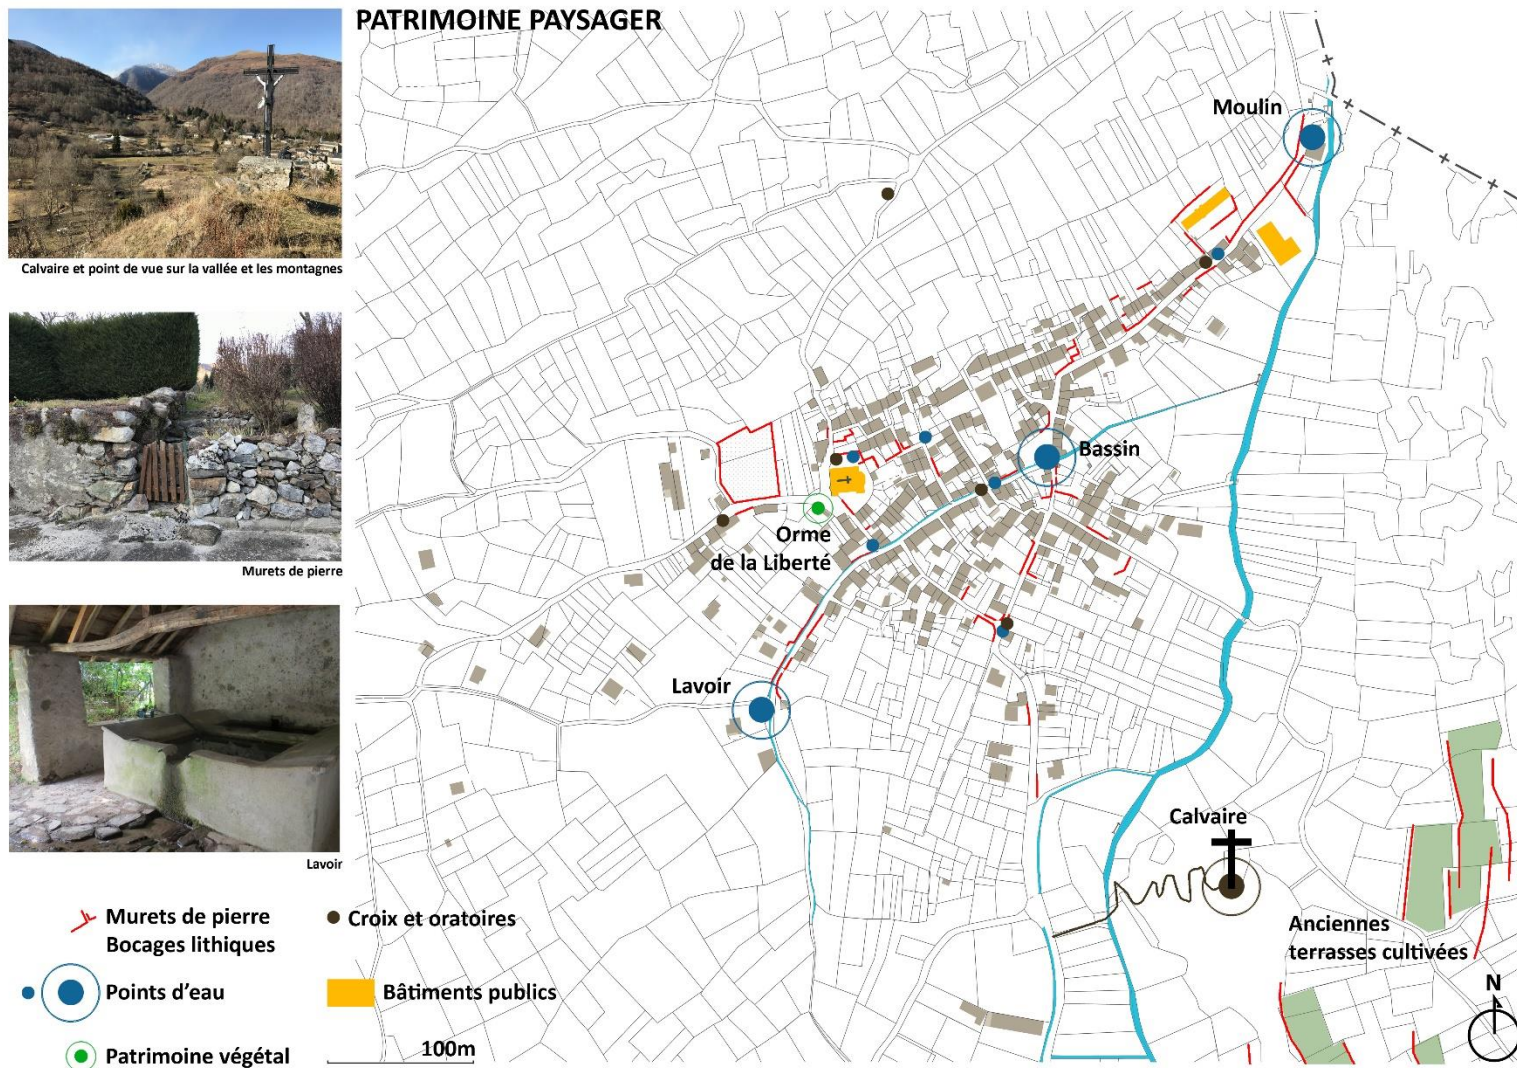 PATRIMOINE PAYSAGER
Calvaire et point de vue sur la vallée et les montagnes
Murets de pierre
Lavoir
Moulin
Bassin
Orme
de la Liberté
Lavoir
Calvaire
Anciennes
terrasses cultivées
N
Murets de pierre
Bocages lithiques
Croix et oratoires
Points d'eau
Bâtiments publics
Patrimoine végétal
100m